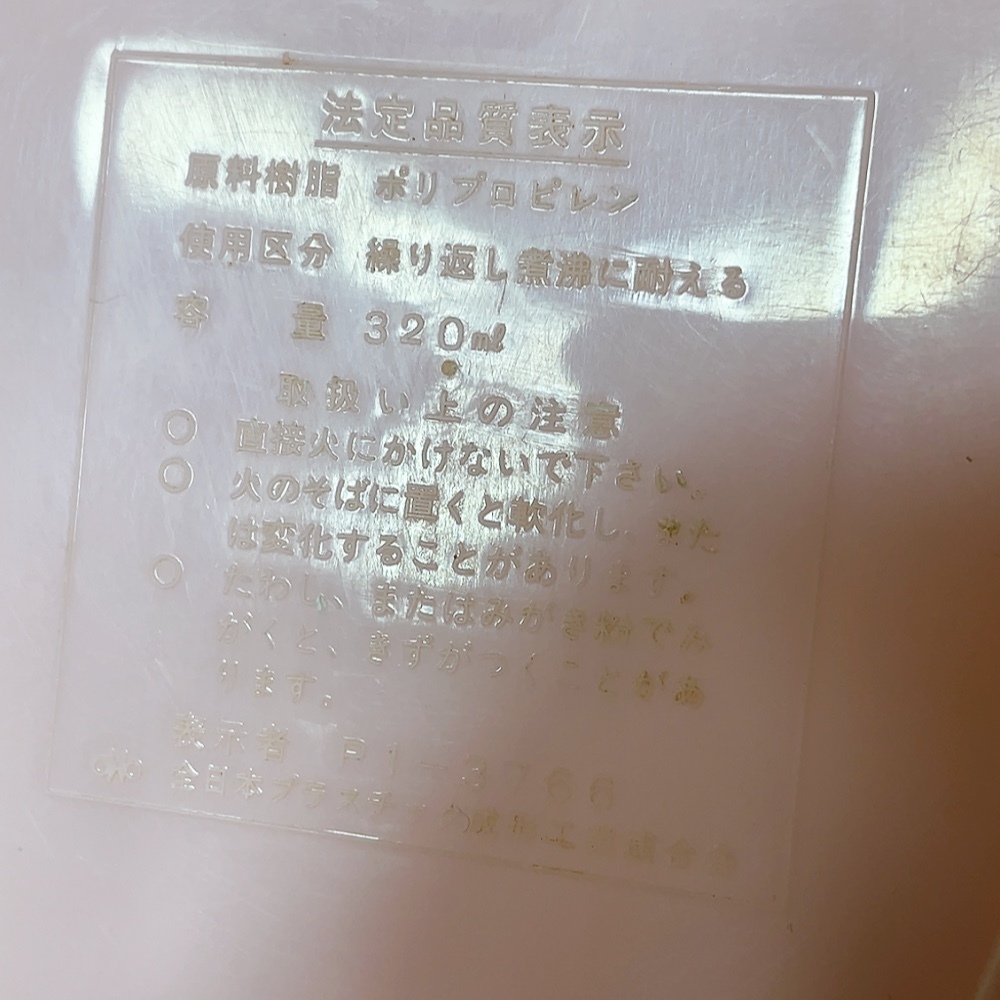 法定品質表示
原料樹脂 ポリプロピレン
使用区分 繰り返し煮沸に耐える
容量 320ml
取扱い上の注意
○ 直接火にかけないで下さい。
○ 火のそばに置くと軟化し、また
は変化することがあります。
○ たわし、またはみがき粉でみ
がくと、きずがつくことがあ
ります。
表示者 P1-3
全日本プラスチック